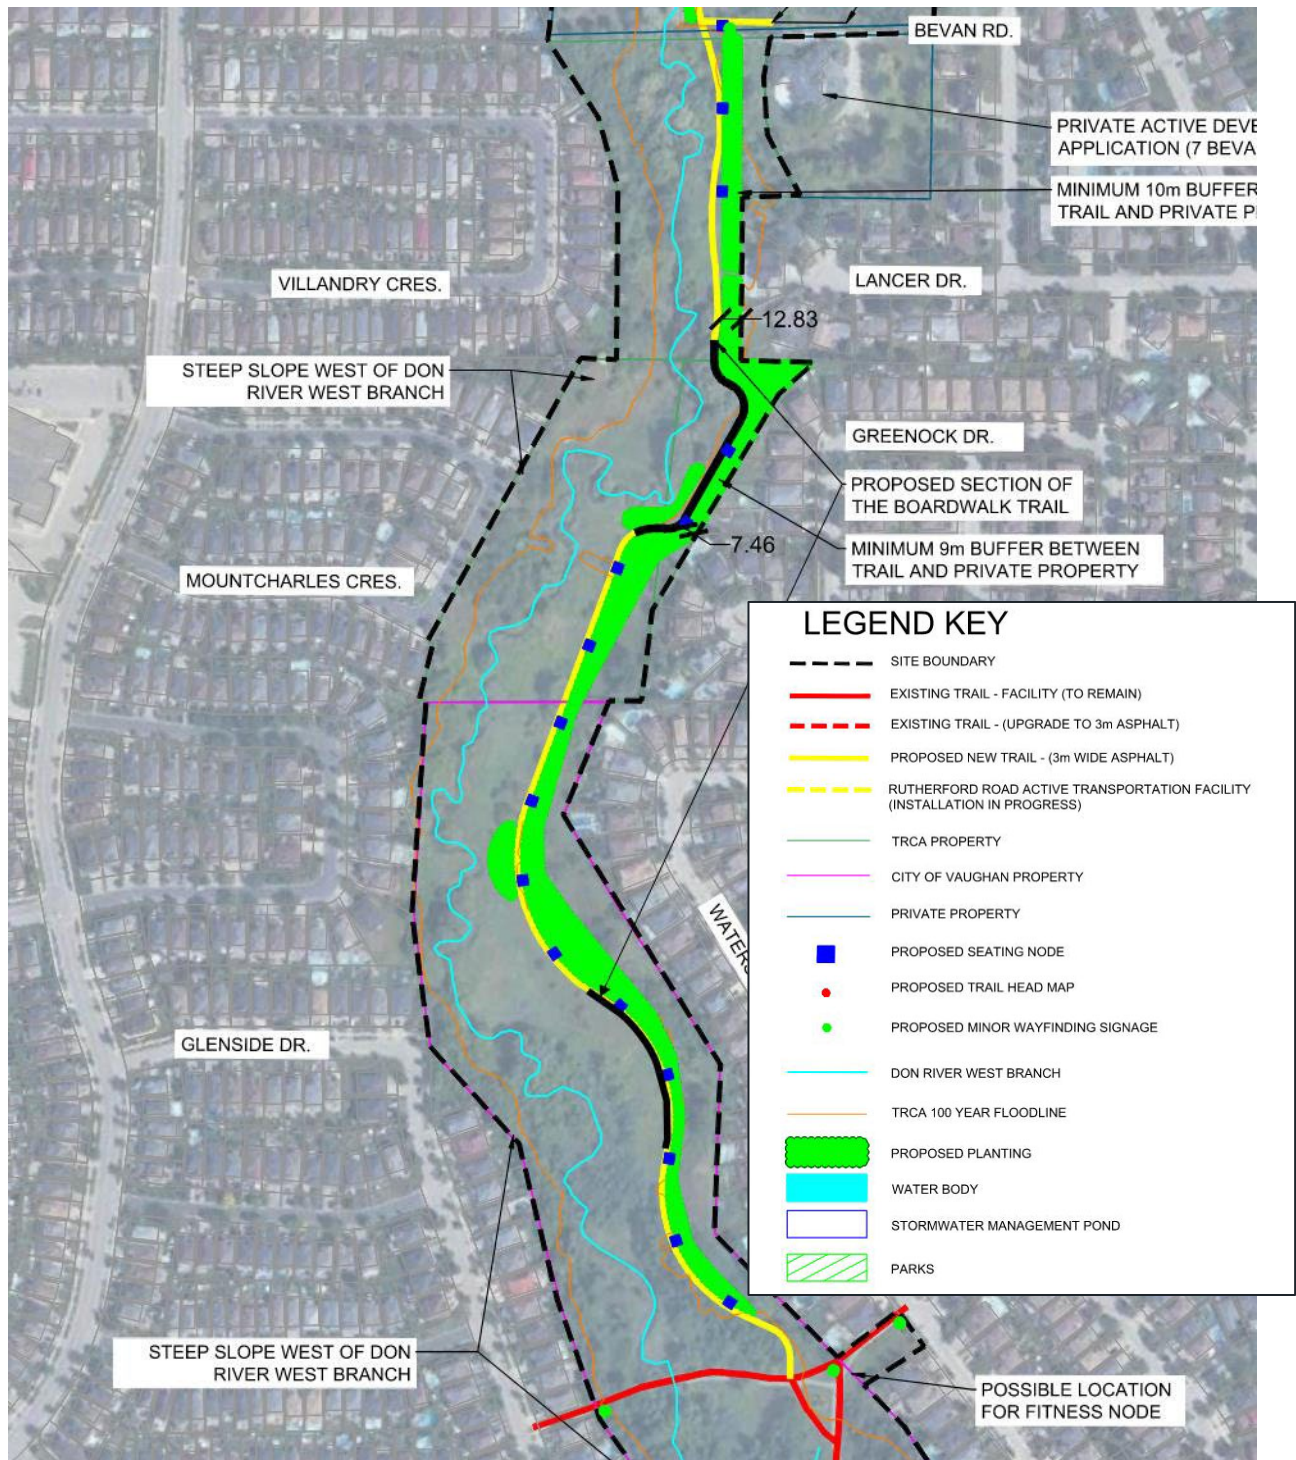 BEVAN RD.
PRIVATE ACTIVE DEVE
APPLICATION (7 BEVA
MINIMUM 10m BUFFER
TRAIL AND PRIVATE P
VILLANDRY CRES.
LANCER DR.
12.83
STEEP SLOPE WEST OF DON
RIVER WEST BRANCH
GREENOCK DR.
PROPOSED SECTION OF
THE BOARDWALK TRAIL
7.46
MINIMUM 9m BUFFER BETWEEN
TRAIL AND PRIVATE PROPERTY
MOUNTCHARLES CRES.
WATERS
GLENSIDE DR.
STEEP SLOPE WEST OF DON
RIVER WEST BRANCH
POSSIBLE LOCATION
FOR FITNESS NODE
LEGEND KEY
SITE BOUNDARY
EXISTING TRAIL - FACILITY (TO REMAIN)
EXISTING TRAIL - (UPGRADE TO 3m ASPHALT)
PROPOSED NEW TRAIL - (3m WIDE ASPHALT)
RUTHERFORD ROAD ACTIVE TRANSPORTATION FACILITY
(INSTALLATION IN PROGRESS)
TRCA PROPERTY
CITY OF VAUGHAN PROPERTY
PRIVATE PROPERTY
PROPOSED SEATING NODE
PROPOSED TRAIL HEAD MAP
PROPOSED MINOR WAYFINDING SIGNAGE
DON RIVER WEST BRANCH
TRCA 100 YEAR FLOODLINE
PROPOSED PLANTING
WATER BODY
STORMWATER MANAGEMENT POND
PARKS